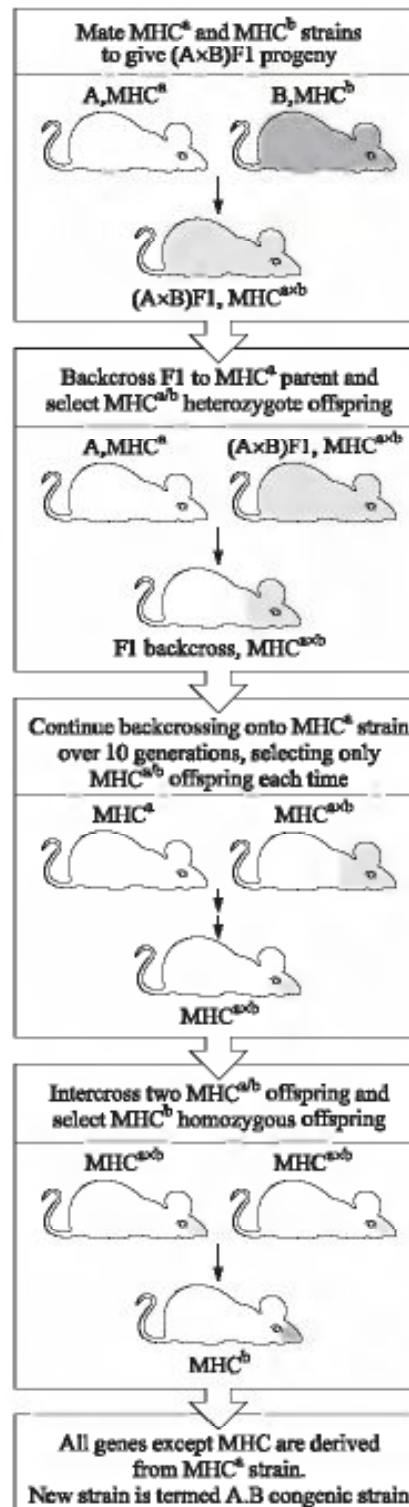 Mate MHCᵃ and MHCᵇ strains
to give (A×B)F1 progeny
A,MHCᵃ B,MHCᵇ
(A×B)F1, MHCᵃˣᵇ
Backcross F1 to MHCᵃ parent and
select MHCᵃ/ᵇ heterozygote offspring
A,MHCᵃ (A×B)F1, MHCᵃˣᵇ
F1 backcross, MHCᵃˣᵇ
Continue backcrossing onto MHCᵃ strain
over 10 generations, selecting only
MHCᵃ/ᵇ offspring each time
MHCᵃ MHCᵃˣᵇ
MHCᵃˣᵇ
Intercross two MHCᵃ/ᵇ offspring and
select MHCᵇ homozygous offspring
MHCᵃˣᵇ MHCᵃˣᵇ
MHCᵇ
All genes except MHC are derived
from MHCᵃ strain.
New strain is termed A.B congenic strain